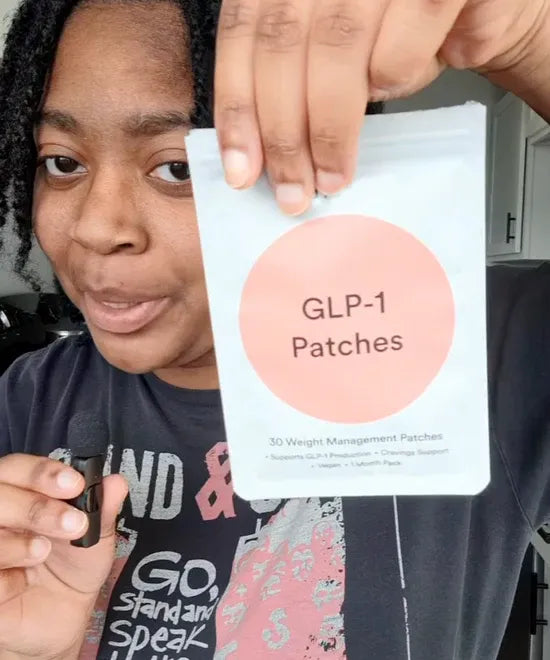 GLP-1
Patches
30 Weight Management Patches
• Supports GLP-1 Production • Cravings Support
• Vegan • 1 Month Pack
ND &
GO,
Stand and
Speak